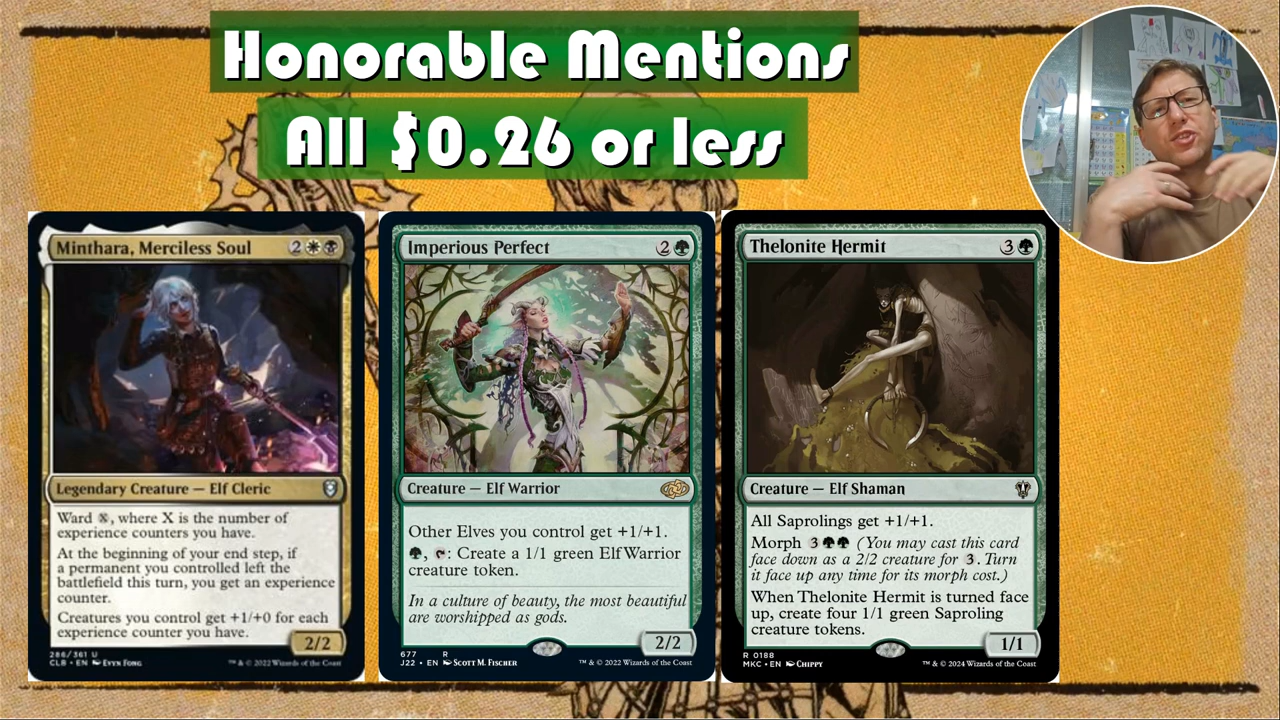 Honorable Mentions
All $0.26 or less
Minthara, Merciless Soul 2
Legendary Creature — Elf Cleric
Ward X, where X is the number of
experience counters you have.
At the beginning of your end step, if
a permanent you controlled left the
battlefield this turn, you get an experience
counter.
Creatures you control get +1/+0 for each
experience counter you have.
2/2
286/361 U
CLB • EN Evyn Fong
™ & © 2022 Wizards of the Coast
Imperious Perfect 2
Creature — Elf Warrior
Other Elves you control get +1/+1.
, : Create a 1/1 green Elf Warrior
creature token.
In a culture of beauty, the most beautiful
are worshipped as gods.
2/2
677 R
J22 • EN Scott M. Fischer
™ & © 2022 Wizards of the Coast
Thelonite Hermit 3
Creature — Elf Shaman
All Saprolings get +1/+1.
Morph 3 (You may cast this card
face down as a 2/2 creature for 3. Turn
it face up any time for its morph cost.)
When Thelonite Hermit is turned face
up, create four 1/1 green Saproling
creature tokens.
1/1
R 0188
MKC • EN Chippy
™ & © 2024 Wizards of the Coast